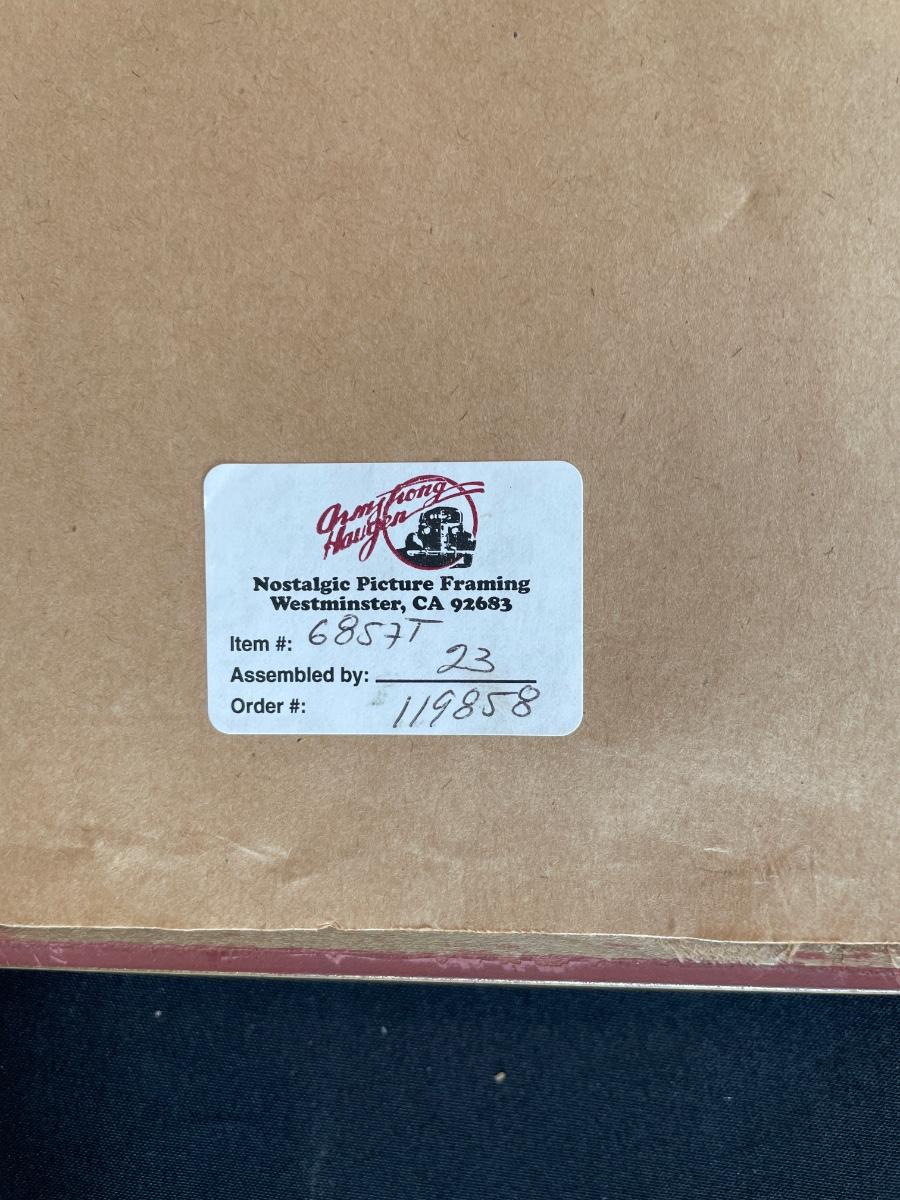 Armstrong
Haugen
Nostalgic Picture Framing
Westminster, CA 92683
Item #: 6857T
Assembled by: 23
Order #: 119858